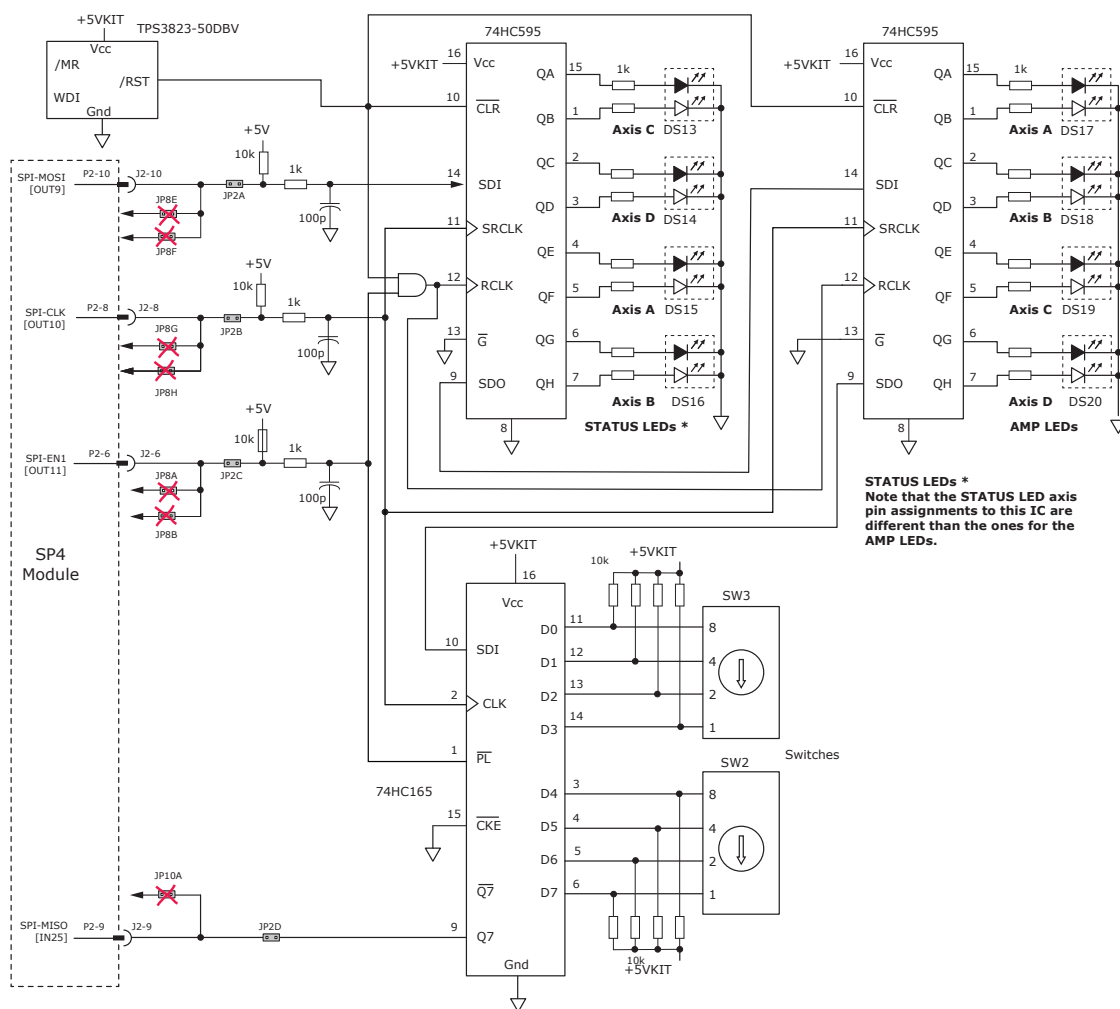 +5VKIT
TPS3823-50DBV
Vcc
/MR
/RST
WDI
Gnd
SP4
Module
SPI-MOSI
[OUT9]
P2-10
J2-10
JP8E
JP8F
JP2A
+5V
10k
1k
100p
SPI-CLK
[OUT10]
P2-8
J2-8
JP8G
JP8H
JP2B
+5V
10k
1k
100p
SPI-EN1
[OUT11]
P2-6
J2-6
JP8A
JP8B
JP2C
+5V
10k
1k
100p
SPI-MISO
[IN25]
P2-9
J2-9
JP10A
JP2D
74HC595
+5VKIT
16
Vcc
10
CLR
14
SDI
11
SRCLK
12
RCLK
13
G
9
SDO
8
QA
15
1k
QB
1
Axis C
DS13
QC
2
QD
3
Axis D
DS14
QE
4
QF
5
Axis A
DS15
QG
6
QH
7
Axis B
DS16
STATUS LEDs *
74HC595
+5VKIT
16
Vcc
10
CLR
14
SDI
11
SRCLK
12
RCLK
13
G
9
SDO
8
QA
15
1k
QB
1
Axis A
DS17
QC
2
QD
3
Axis B
DS18
QE
4
QF
5
Axis C
DS19
QG
6
QH
7
Axis D
DS20
AMP LEDs
STATUS LEDs *
Note that the STATUS LED axis
pin assignments to this IC are
different than the ones for the
AMP LEDs.
+5VKIT
16
Vcc
74HC165
10
SDI
2
CLK
1
PL
15
CKE
Q7
9
Q7
Gnd
D0
11
D1
12
D2
13
D3
14
D4
3
D5
4
D6
5
D7
6
10k
+5VKIT
SW3
8
4
2
1
Switches
SW2
8
4
2
1
10k
+5VKIT